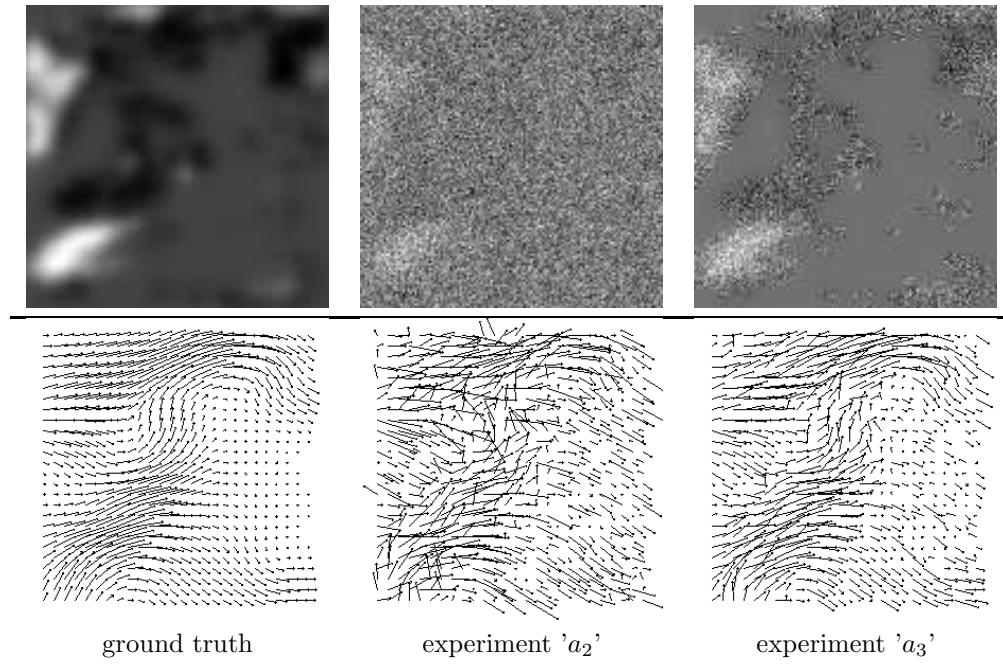 ground truth
experiment ’a₂’
experiment ’a₃’